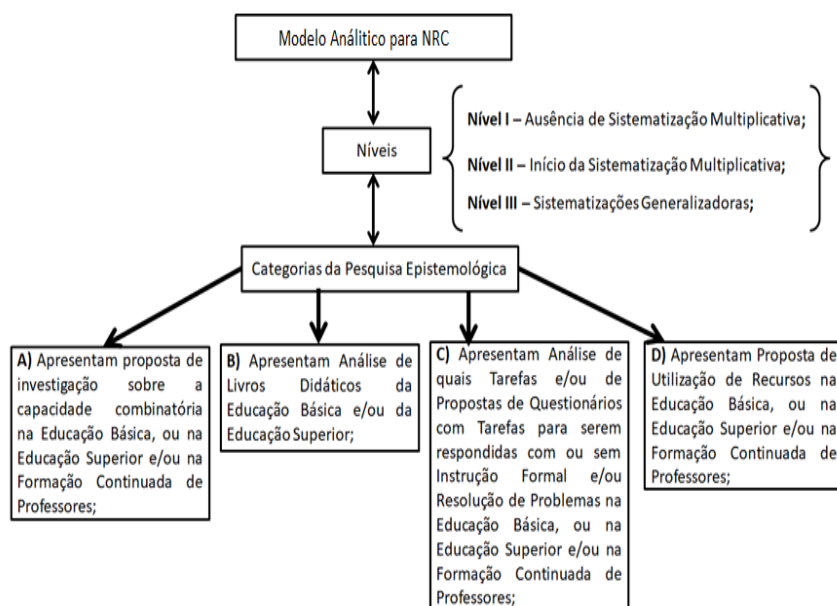 Modelo Análitico para NRC
Níveis
Nível I – Ausência de Sistematização Multiplicativa;
Nível II – Início da Sistematização Multiplicativa;
Nível III – Sistematizações Generalizadoras;
Categorias da Pesquisa Epistemológica
A) Apresentam proposta de
investigação sobre a
capacidade combinatória
na Educação Básica, ou na
Educação Superior e/ou na
Formação Continuada de
Professores;
B) Apresentam Análise de
Livros Didáticos da
Educação Básica e/ou da
Educação Superior;
C) Apresentam Análise de
quais Tarefas e/ou de
Propostas de Questionários
com Tarefas para serem
respondidas com ou sem
Instrução Formal e/ou
Resolução de Problemas na
Educação Básica, ou na
Educação Superior e/ou na
Formação Continuada de
Professores;
D) Apresentam Proposta de
Utilização de Recursos na
Educação Básica, ou na
Educação Superior e/ou na
Formação Continuada de
Professores;